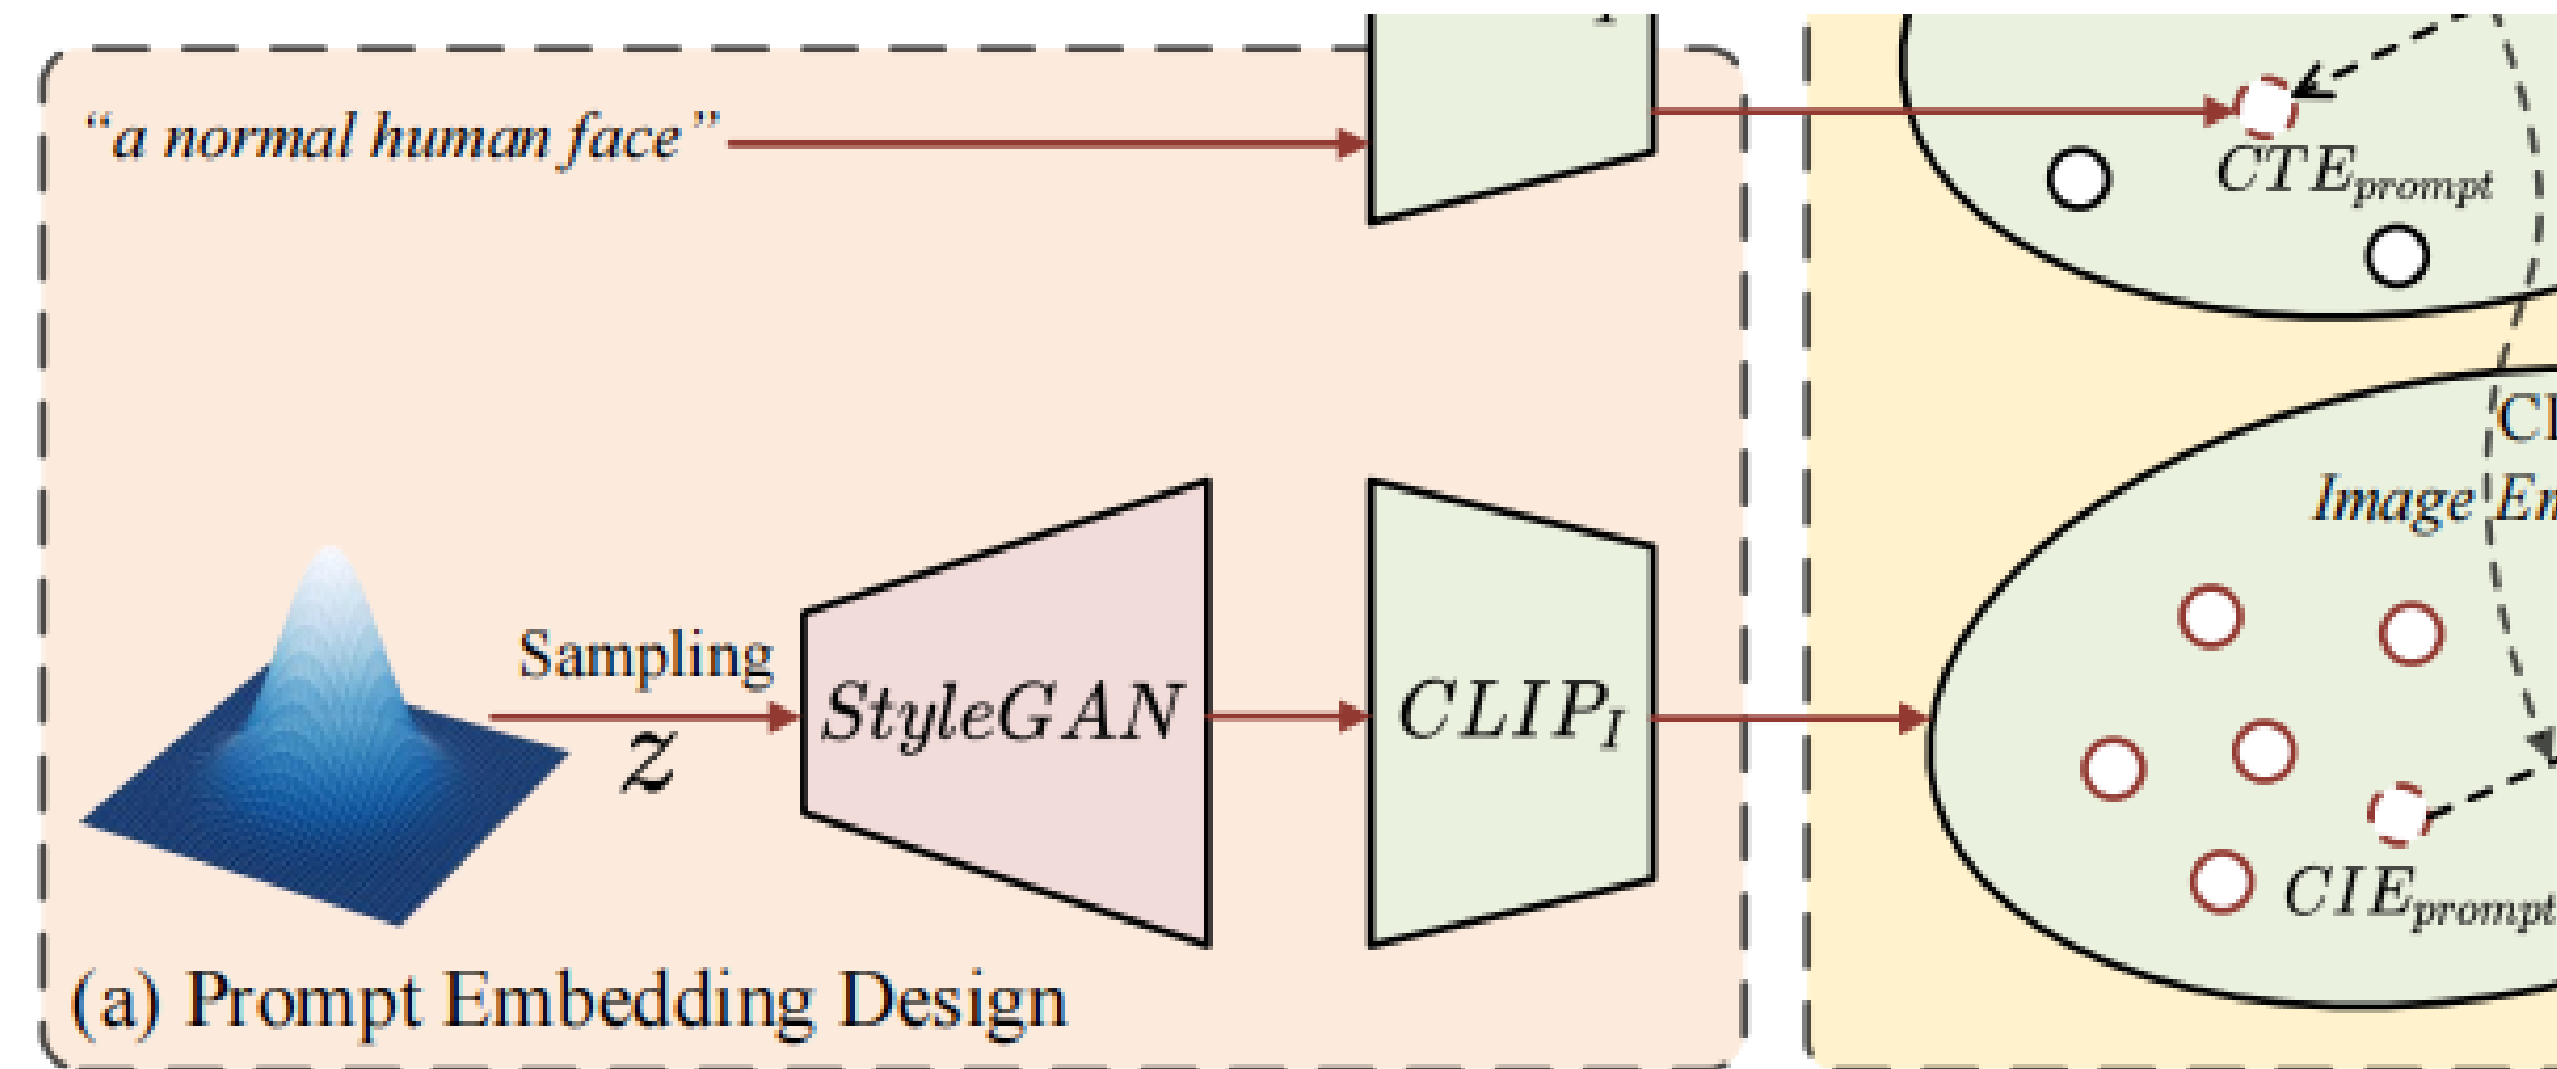 “a normal human face”
CTE_prompt
Image
Sampling
z
StyleGAN
CLIP_I
CIE_prompt
(a) Prompt Embedding Design